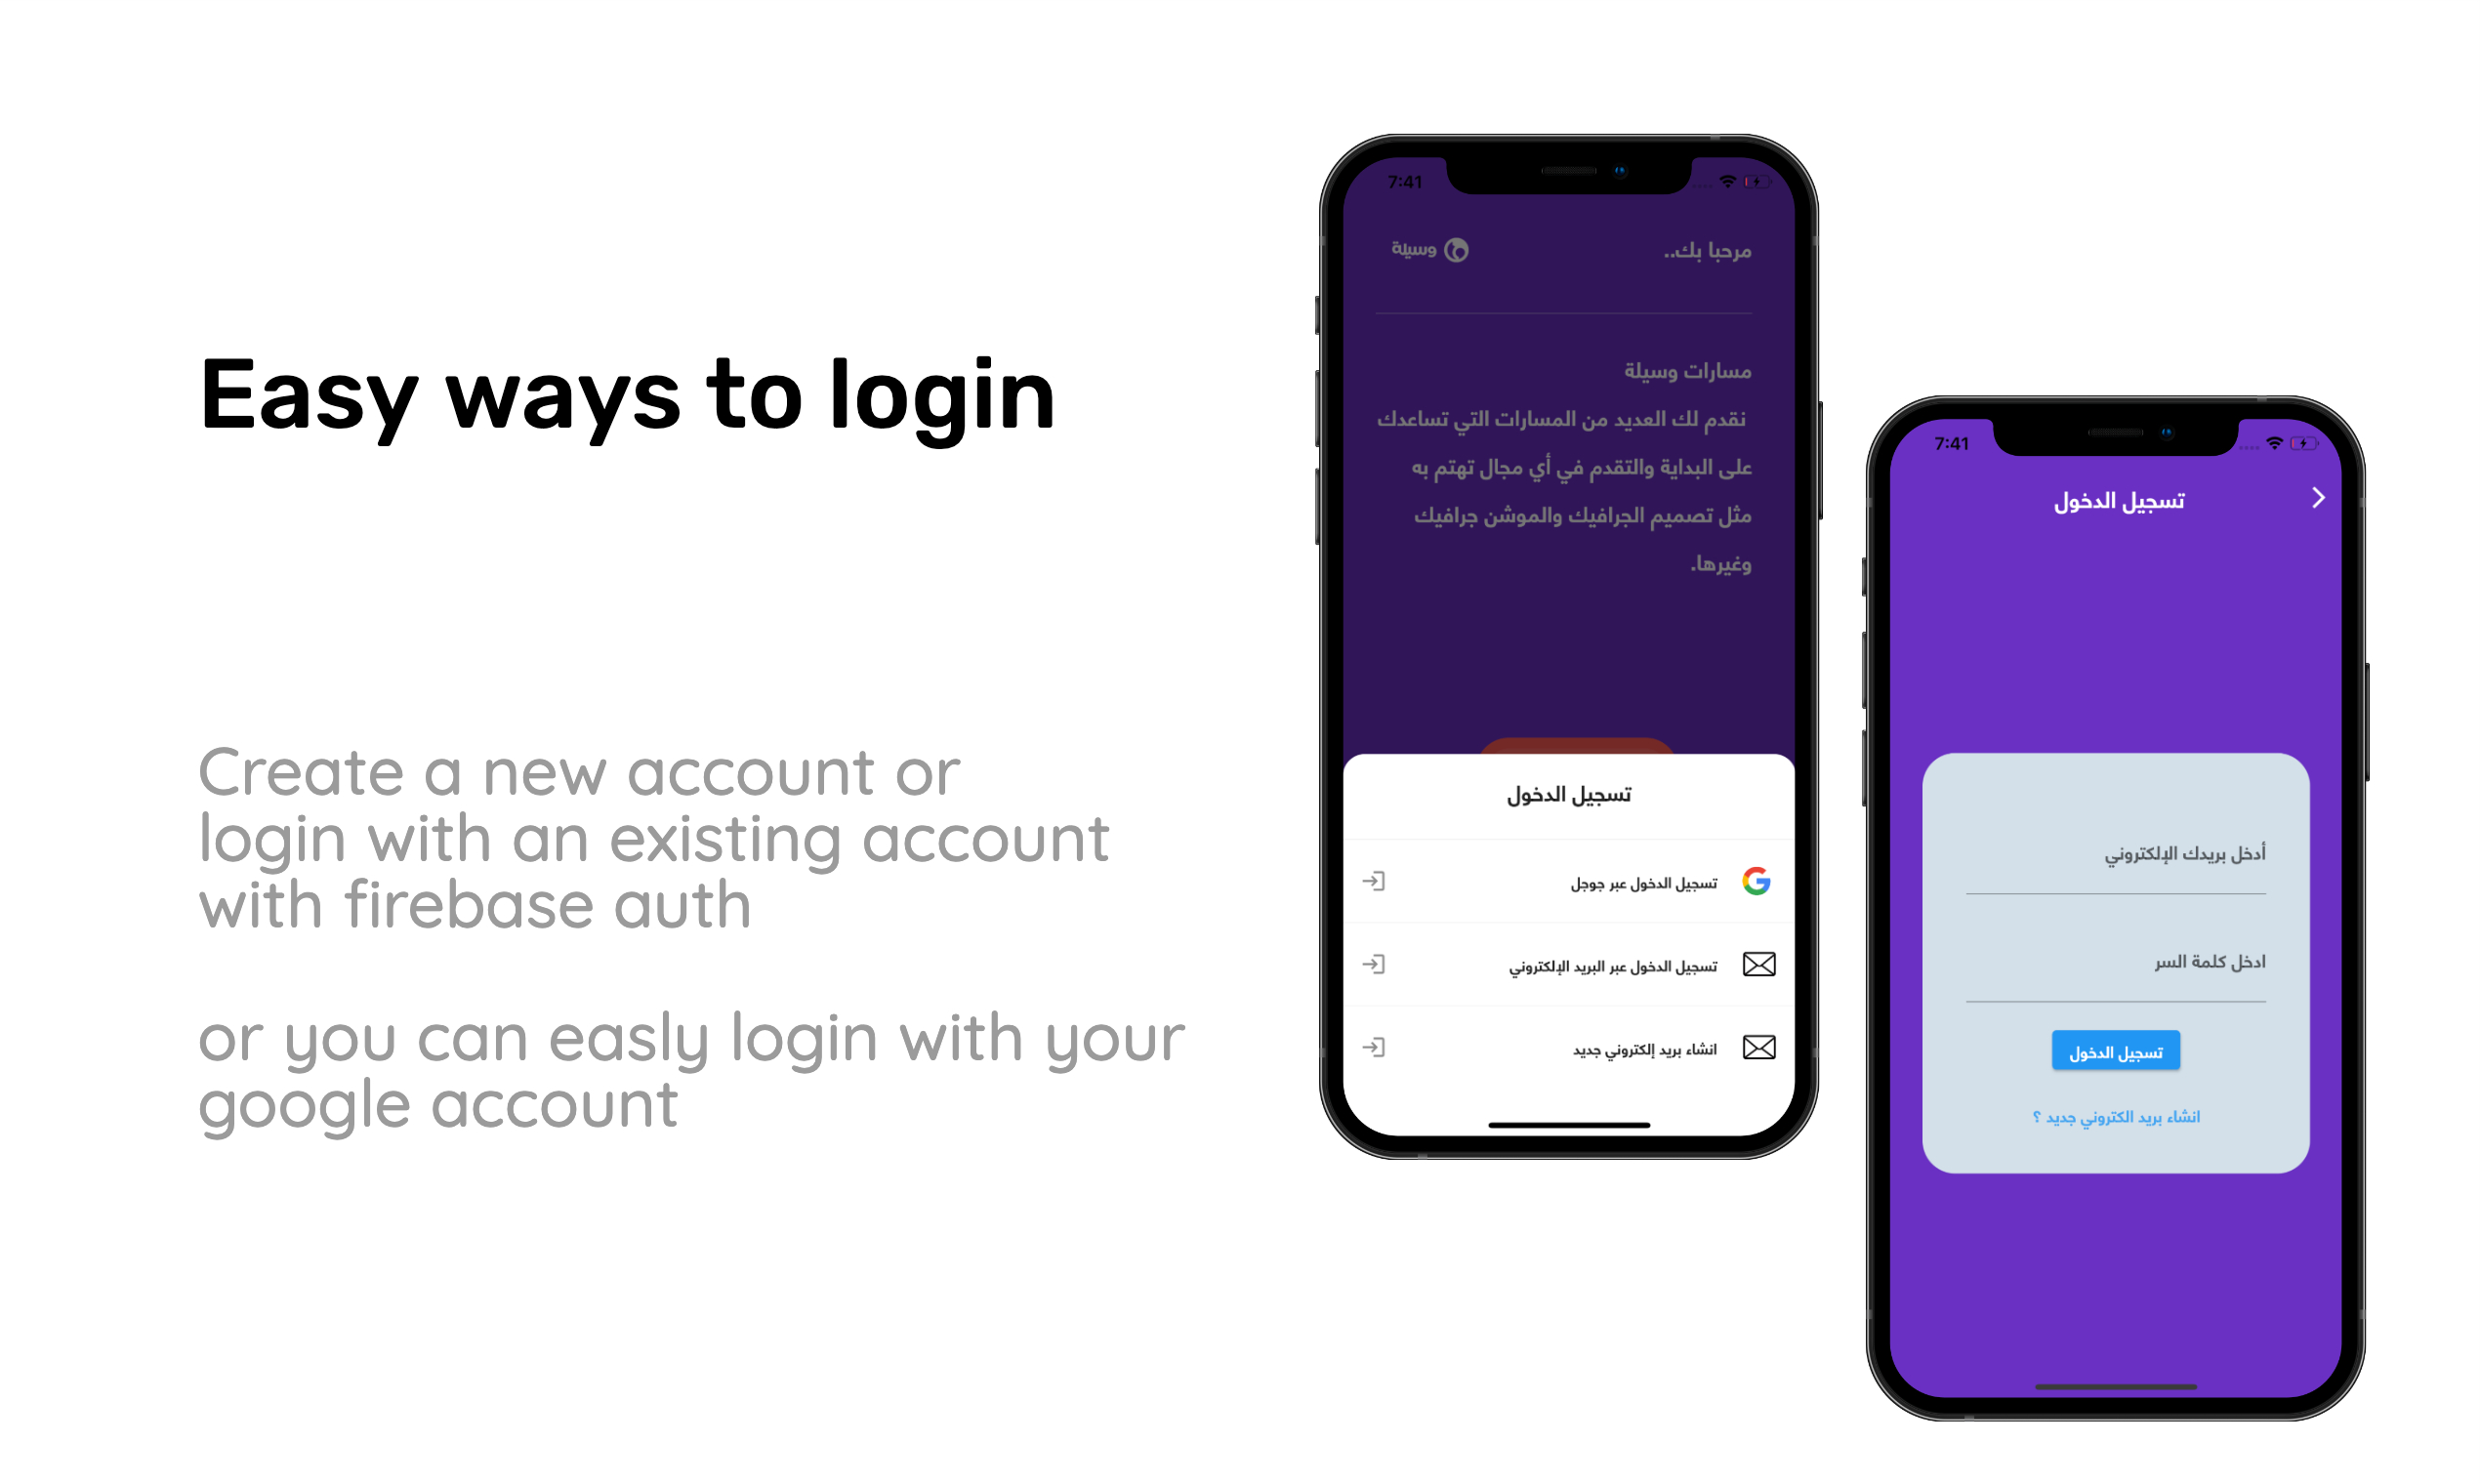 Easy ways to login
Create a new account or
login with an existing account
with firebase auth
or you can easly login with your
google account
7:41
مرحبا بك..
وسيلة
مسارات وسيلة
نقدم لك العديد من المسارات التي تساعدك
على البداية والتقدم في أي مجال تهتم به
مثل تصميم الجرافيك والموشن جرافيك
وغيرها.
تسجيل الدخول
تسجيل الدخول عبر جوجل
تسجيل الدخول عبر البريد الإلكتروني
انشاء بريد إلكتروني جديد
7:41
تسجيل الدخول
أدخل بريدك الإلكتروني
ادخل كلمة السر
تسجيل الدخول
انشاء بريد الكتروني جديد ؟